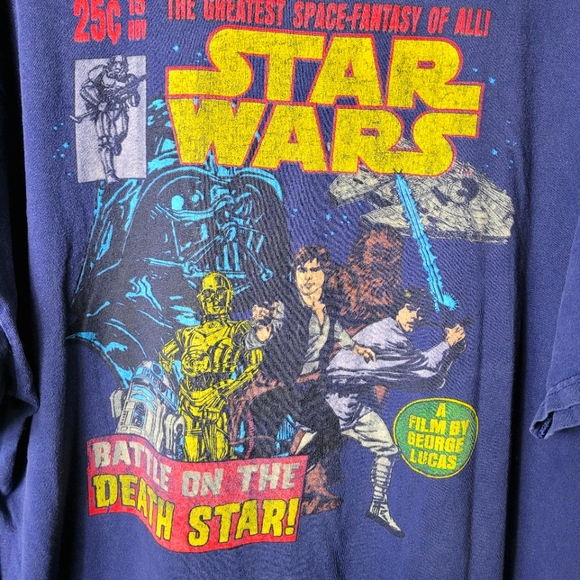 25¢
THE GREATEST SPACE-FANTASY OF ALL!
STAR
WARS
BATTLE ON THE
DEATH STAR!
A
FILM BY
GEORGE
LUCAS